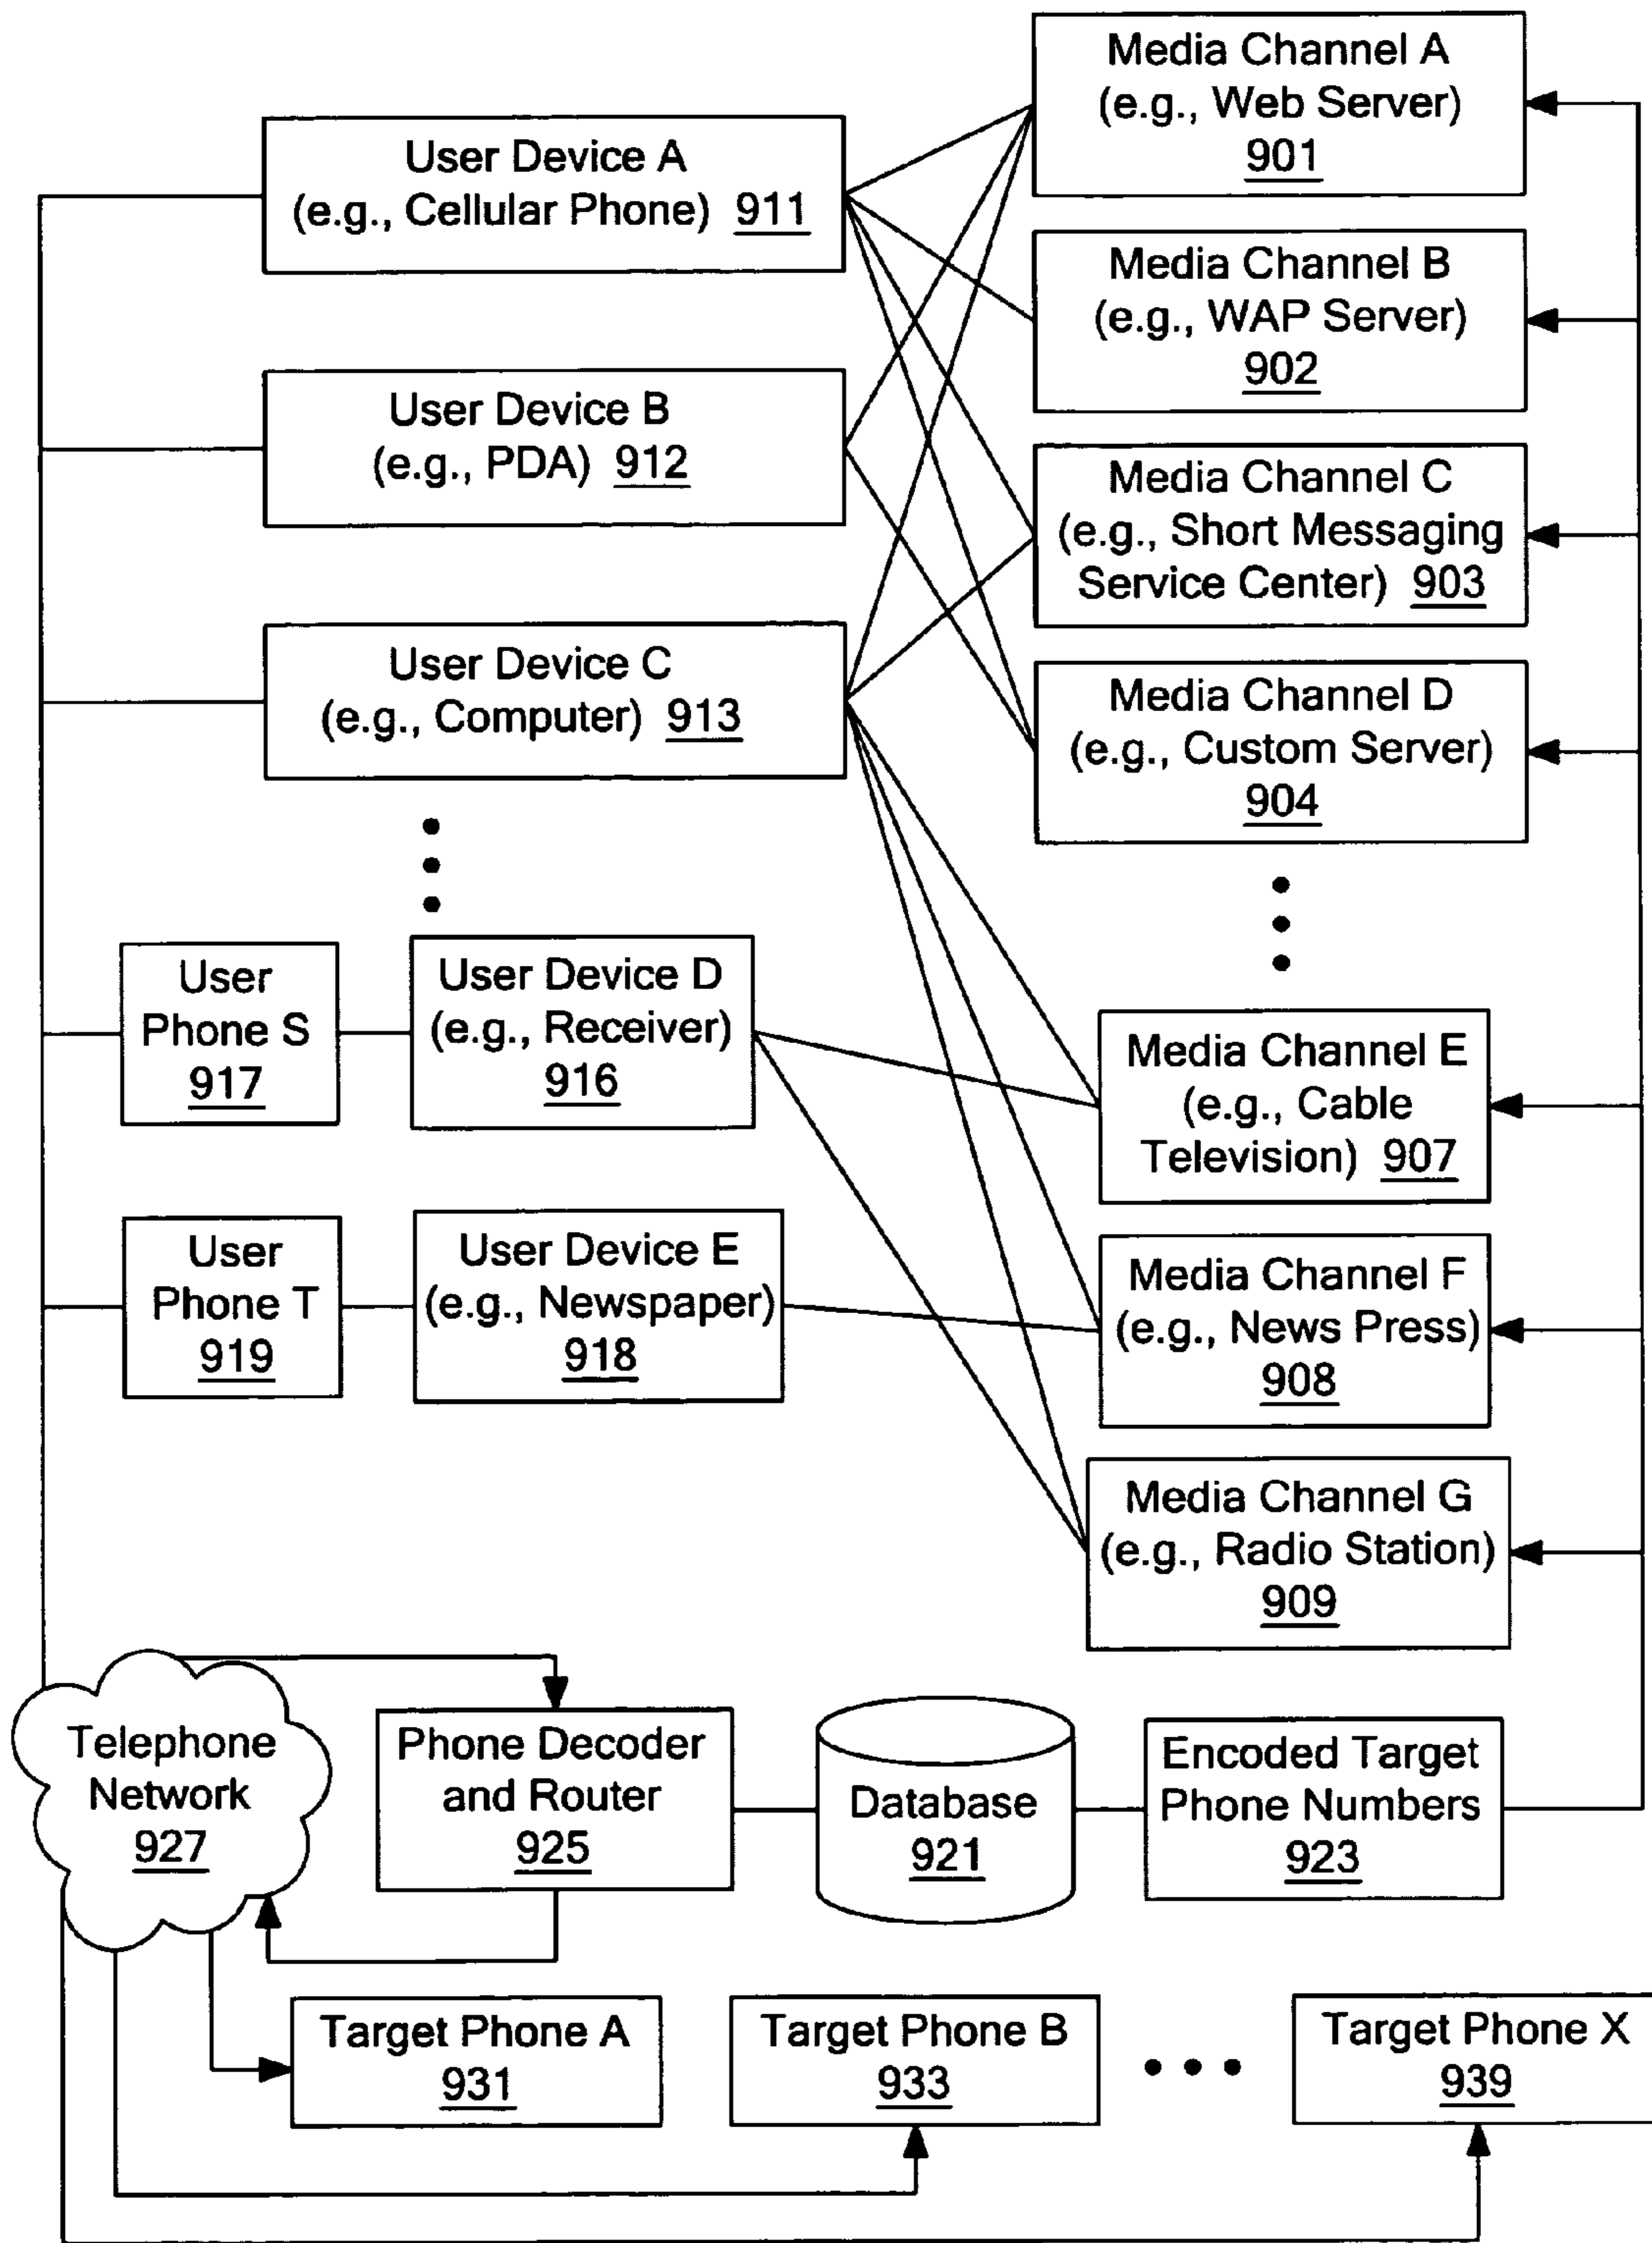 Media Channel A
(e.g., Web Server)
901
User Device A
(e.g., Cellular Phone) 911
Media Channel B
(e.g., WAP Server)
902
User Device B
(e.g., PDA) 912
Media Channel C
(e.g., Short Messaging
Service Center) 903
User Device C
(e.g., Computer) 913
Media Channel D
(e.g., Custom Server)
904
User
Phone S
917
User Device D
(e.g., Receiver)
916
Media Channel E
(e.g., Cable
Television) 907
User
Phone T
919
User Device E
(e.g., Newspaper)
918
Media Channel F
(e.g., News Press)
908
Media Channel G
(e.g., Radio Station)
909
Telephone
Network
927
Phone Decoder
and Router
925
Database
921
Encoded Target
Phone Numbers
923
Target Phone A
931
Target Phone B
933
Target Phone X
939